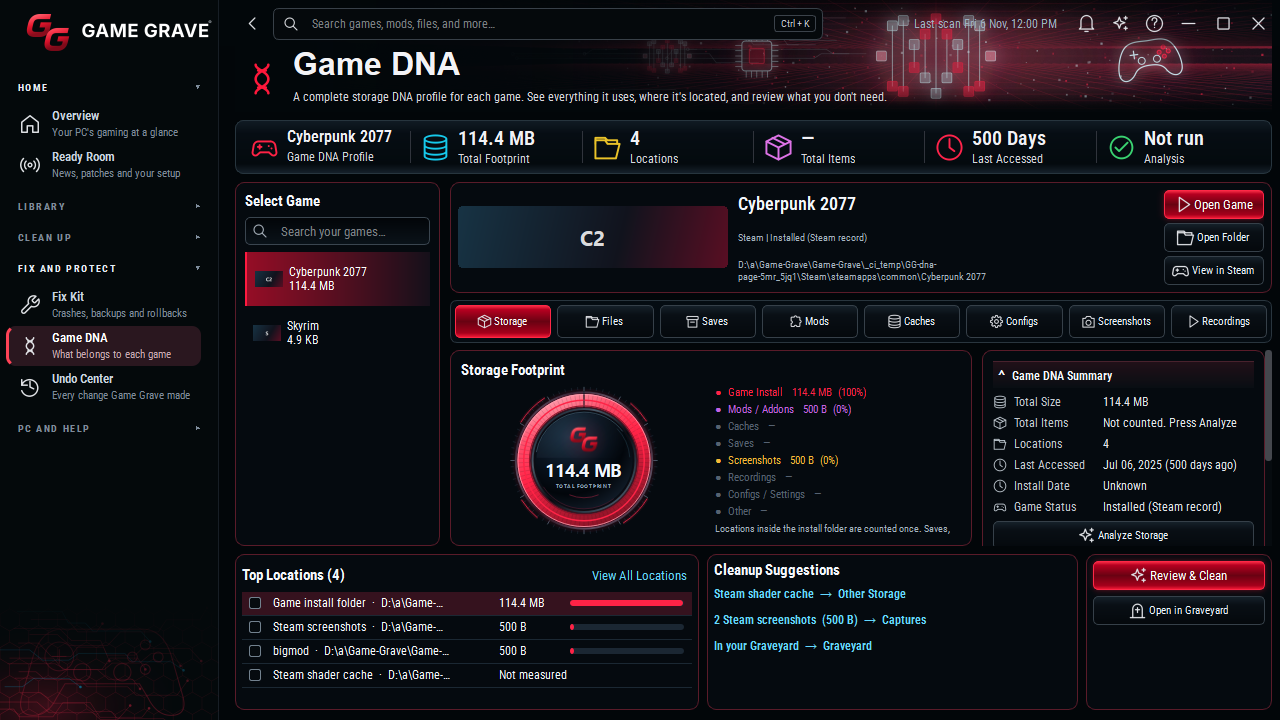 GAME GRAVE
Search games, mods, files, and more...
Ctrl + K
Last scan Fri 6 Nov, 12:00 PM
Game DNA
A complete storage DNA profile for each game. See everything it uses, where it's located, and review what you don't need.
HOME
Overview
Your PC's gaming at a glance
Ready Room
News, patches and your setup
LIBRARY
CLEAN UP
FIX AND PROTECT
Fix Kit
Crashes, backups and rollbacks
Game DNA
What belongs to each game
Undo Center
Every change Game Grave made
PC AND HELP
Cyberpunk 2077
Game DNA Profile
114.4 MB
Total Footprint
4
Locations
—
Total Items
500 Days
Last Accessed
Not run
Analysis
Select Game
Search your games...
C2
Cyberpunk 2077
114.4 MB
S
Skyrim
4.9 KB
C2
Cyberpunk 2077
Steam | Installed (Steam record)
D:\a\Game-Grave\Game-Grave\_ci_temp\GG-dna-
page-5mr_5jq1\Steam\steamapps\common\Cyberpunk 2077
Open Game
Open Folder
View in Steam
Storage
Files
Saves
Mods
Caches
Configs
Screenshots
Recordings
Storage Footprint
GG
114.4 MB
TOTAL FOOTPRINT
Game Install 114.4 MB (100%)
Mods / Addons 500 B (0%)
Caches —
Saves —
Screenshots 500 B (0%)
Recordings —
Configs / Settings —
Other —
Locations inside the install folder are counted once. Saves,
Game DNA Summary
Total Size 114.4 MB
Total Items Not counted. Press Analyze
Locations 4
Last Accessed Jul 06, 2025 (500 days ago)
Install Date Unknown
Game Status Installed (Steam record)
Analyze Storage
Top Locations (4)
View All Locations
Game install folder · D:\a\Game-... 114.4 MB
Steam screenshots · D:\a\Game-... 500 B
bigmod · D:\a\Game-Grave\Game-... 500 B
Steam shader cache · D:\a\Game-... Not measured
Cleanup Suggestions
Steam shader cache → Other Storage
2 Steam screenshots (500 B) → Captures
In your Graveyard → Graveyard
Review & Clean
Open in Graveyard